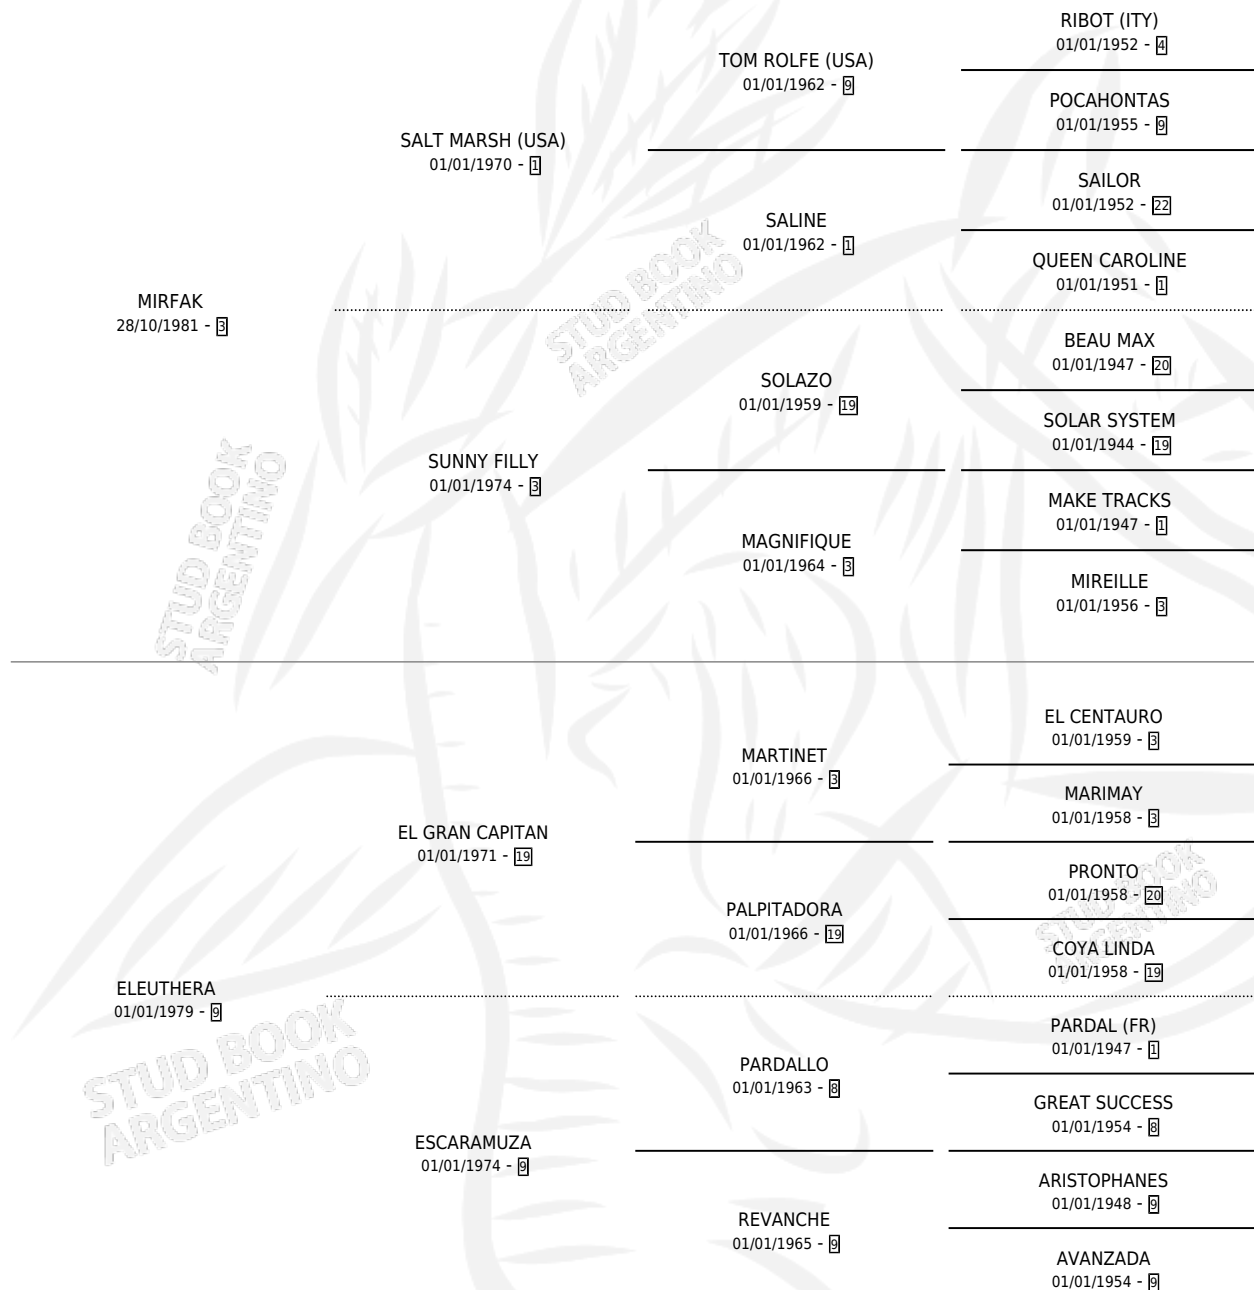 RIBOT (ITY)
01/01/1952 - 4
TOM ROLFE (USA)
01/01/1962 - 9
POCAHONTAS
01/01/1955 - 9
SALT MARSH (USA)
01/01/1970 - 1
SAILOR
01/01/1952 - 22
SALINE
01/01/1962 - 1
QUEEN CAROLINE
01/01/1951 - 1
MIRFAK
28/10/1981 - 3
BEAU MAX
01/01/1947 - 20
SOLAZO
01/01/1959 - 19
SOLAR SYSTEM
01/01/1944 - 19
SUNNY FILLY
01/01/1974 - 3
MAKE TRACKS
01/01/1947 - 1
MAGNIFIQUE
01/01/1964 - 3
MIREILLE
01/01/1956 - 3
EL CENTAURO
01/01/1959 - 3
MARTINET
01/01/1966 - 3
MARIMAY
01/01/1958 - 3
EL GRAN CAPITAN
01/01/1971 - 19
PRONTO
01/01/1958 - 20
PALPITADORA
01/01/1966 - 19
COYA LINDA
01/01/1958 - 19
ELEUTHERA
01/01/1979 - 9
PARDAL (FR)
01/01/1947 - 1
PARDALLO
01/01/1963 - 8
GREAT SUCCESS
01/01/1954 - 8
ESCARAMUZA
01/01/1974 - 9
ARISTOPHANES
01/01/1948 - 9
REVANCHE
01/01/1965 - 9
AVANZADA
01/01/1954 - 9
STUD BOOK
ARGENTINO
STUD BOOK
ARGENTINO
STUD BOOK
ARGENTINO
STUD BOOK
ARGENTINO